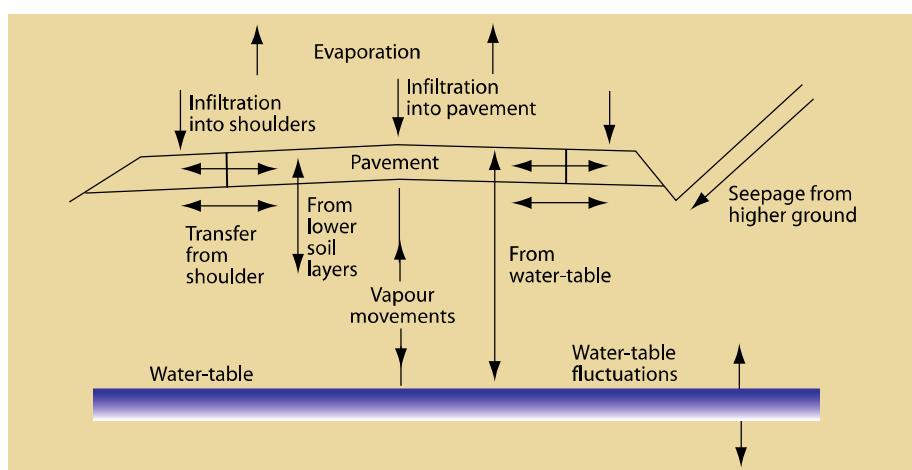 Evaporation
Infiltration
into shoulders
Infiltration
into pavement
Pavement
Seepage from
higher ground
Transfer
from
shoulder
From
lower
soil
layers
From
water-table
Vapour
movements
Water-table
Water-table
fluctuations